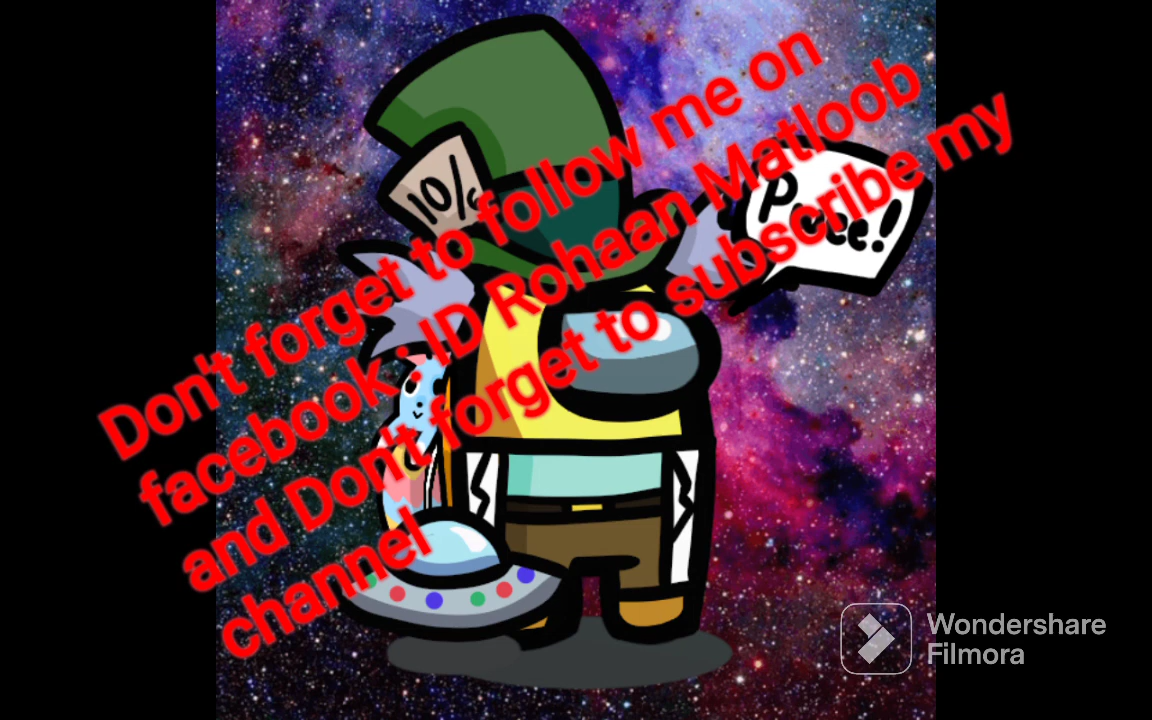 10/6
Don't forget to follow me on
facebook : ID Rohaan Matloob
and Don't forget to subscribe my
channel
Wondershare
Filmora